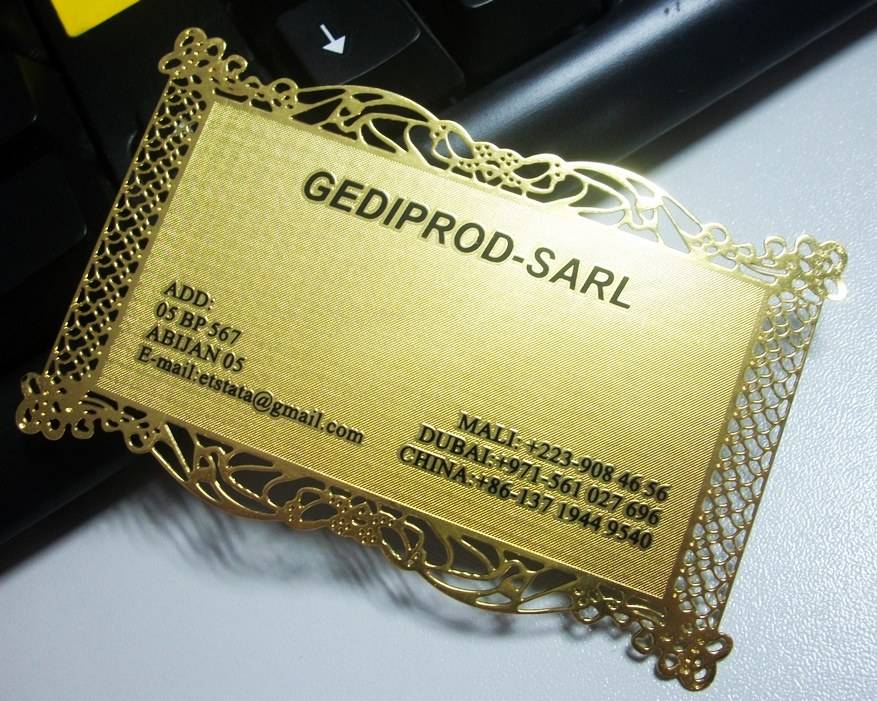 GEDIPROD-SARL
ADD:
05 BP 567
ABIJAN 05
E-mail:etstata@gmail.com
MALI: +223-908 46 56
DUBAI:+971-561 027 696
CHINA:+86-137 1944 9540